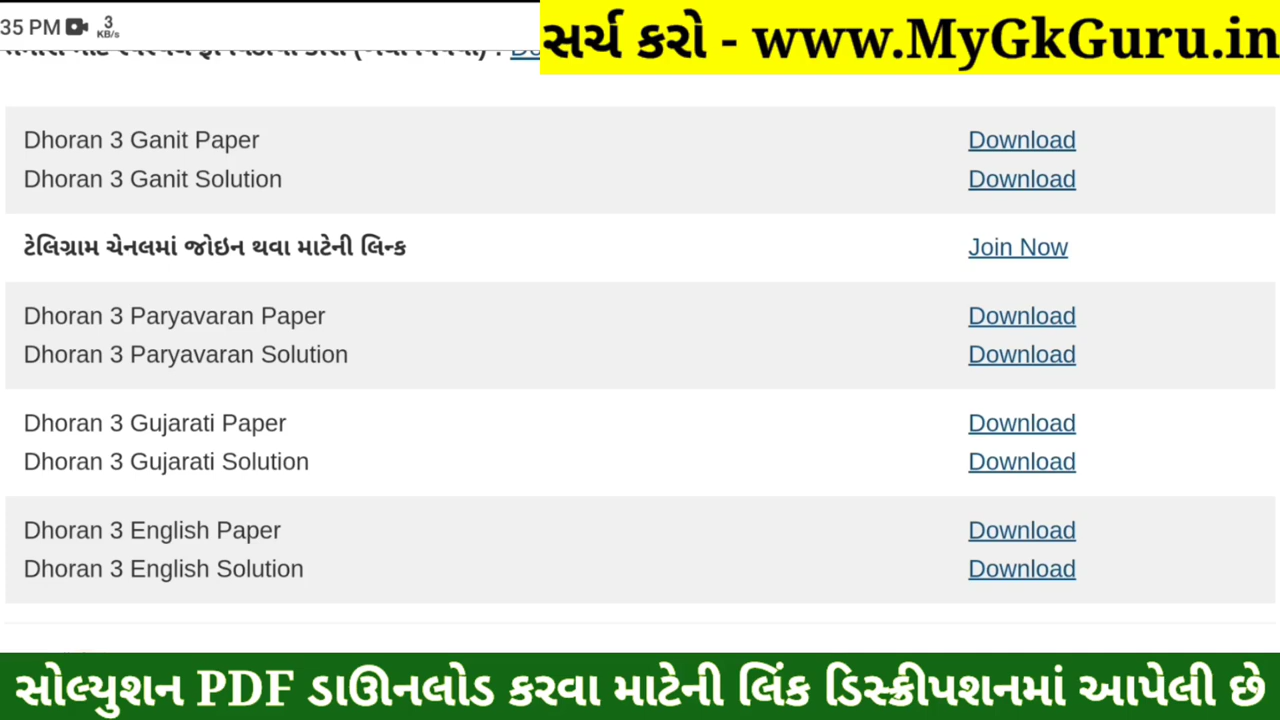 35 PM 3 KB/s
સર્ચ કરો - www.MyGkGuru.in
Dhoran 3 Ganit Paper Download
Dhoran 3 Ganit Solution Download
ટેલિગ્રામ ચેનલમાં જોઇન થવા માટેની લિન્ક Join Now
Dhoran 3 Paryavaran Paper Download
Dhoran 3 Paryavaran Solution Download
Dhoran 3 Gujarati Paper Download
Dhoran 3 Gujarati Solution Download
Dhoran 3 English Paper Download
Dhoran 3 English Solution Download
સોલ્યુશન PDF ડાઊનલોડ કરવા માટેની લિંક ડિસ્ક્રીપશનમાં આપેલી છે